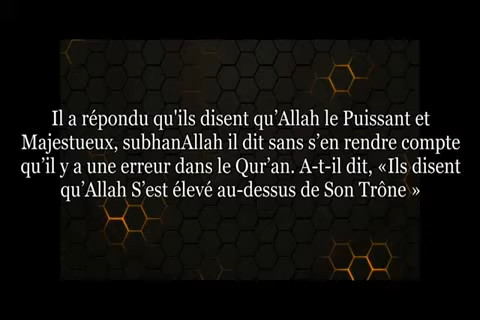 Il a répondu qu'ils disent qu’Allah le Puissant et
Majestueux, subhanAllah il dit sans s’en rendre compte
qu’il y a une erreur dans le Qur’an. A-t-il dit, «Ils disent
qu’Allah S’est élevé au-dessus de Son Trône »